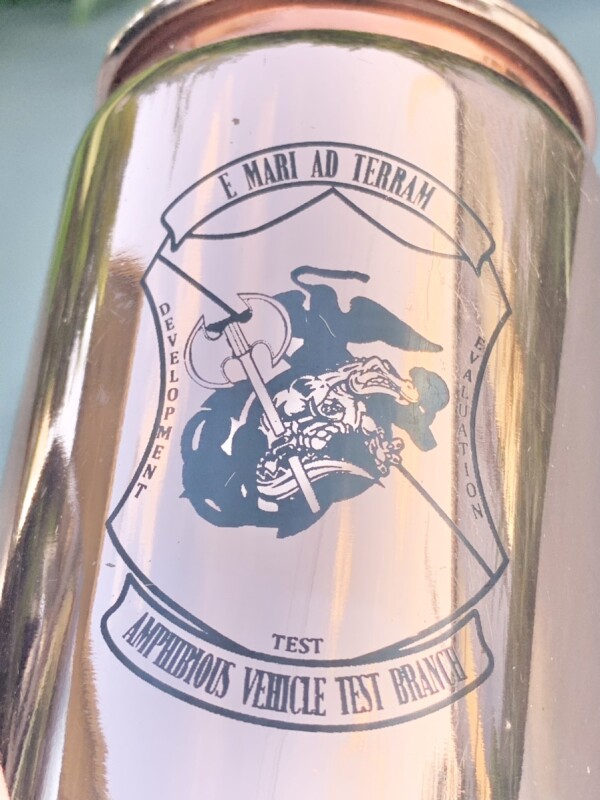 E MARI AD TERRAM
DEVELOPMENT
EVALUATION
TEST
AMPHIBIOUS VEHICLE TEST BRANCH